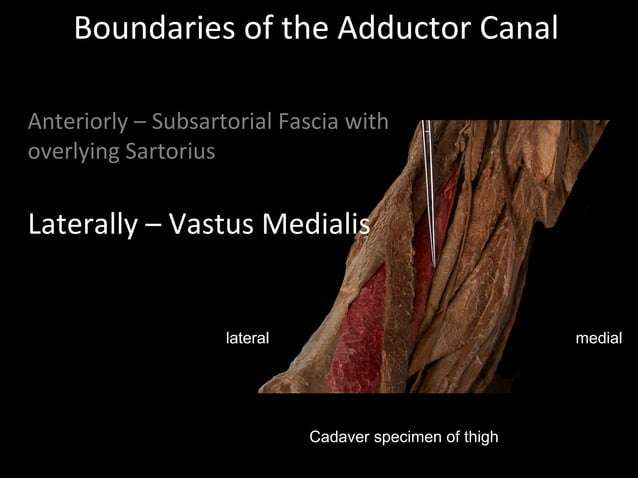 Boundaries of the Adductor Canal
Anteriorly – Subsartorial Fascia with
overlying Sartorius
Laterally – Vastus Medialis
lateral
medial
Cadaver specimen of thigh